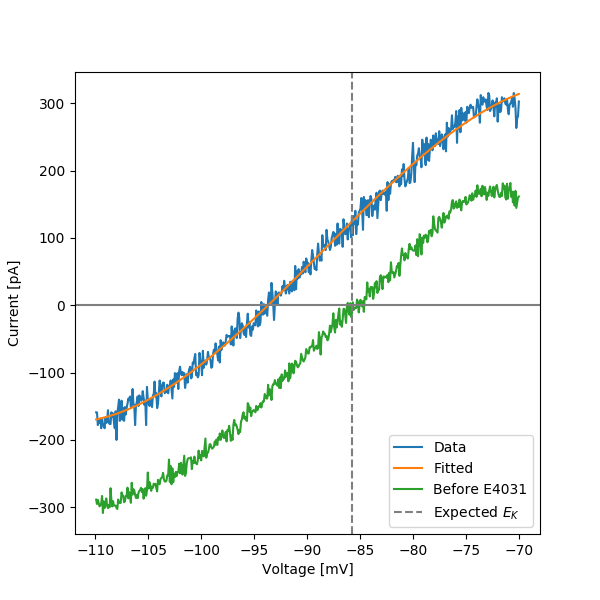 300
200
100
0
−100
−200
−300
Current [pA]
Data
Fitted
Before E4031
Expected E_K
−110 −105 −100 −95 −90 −85 −80 −75 −70
Voltage [mV]